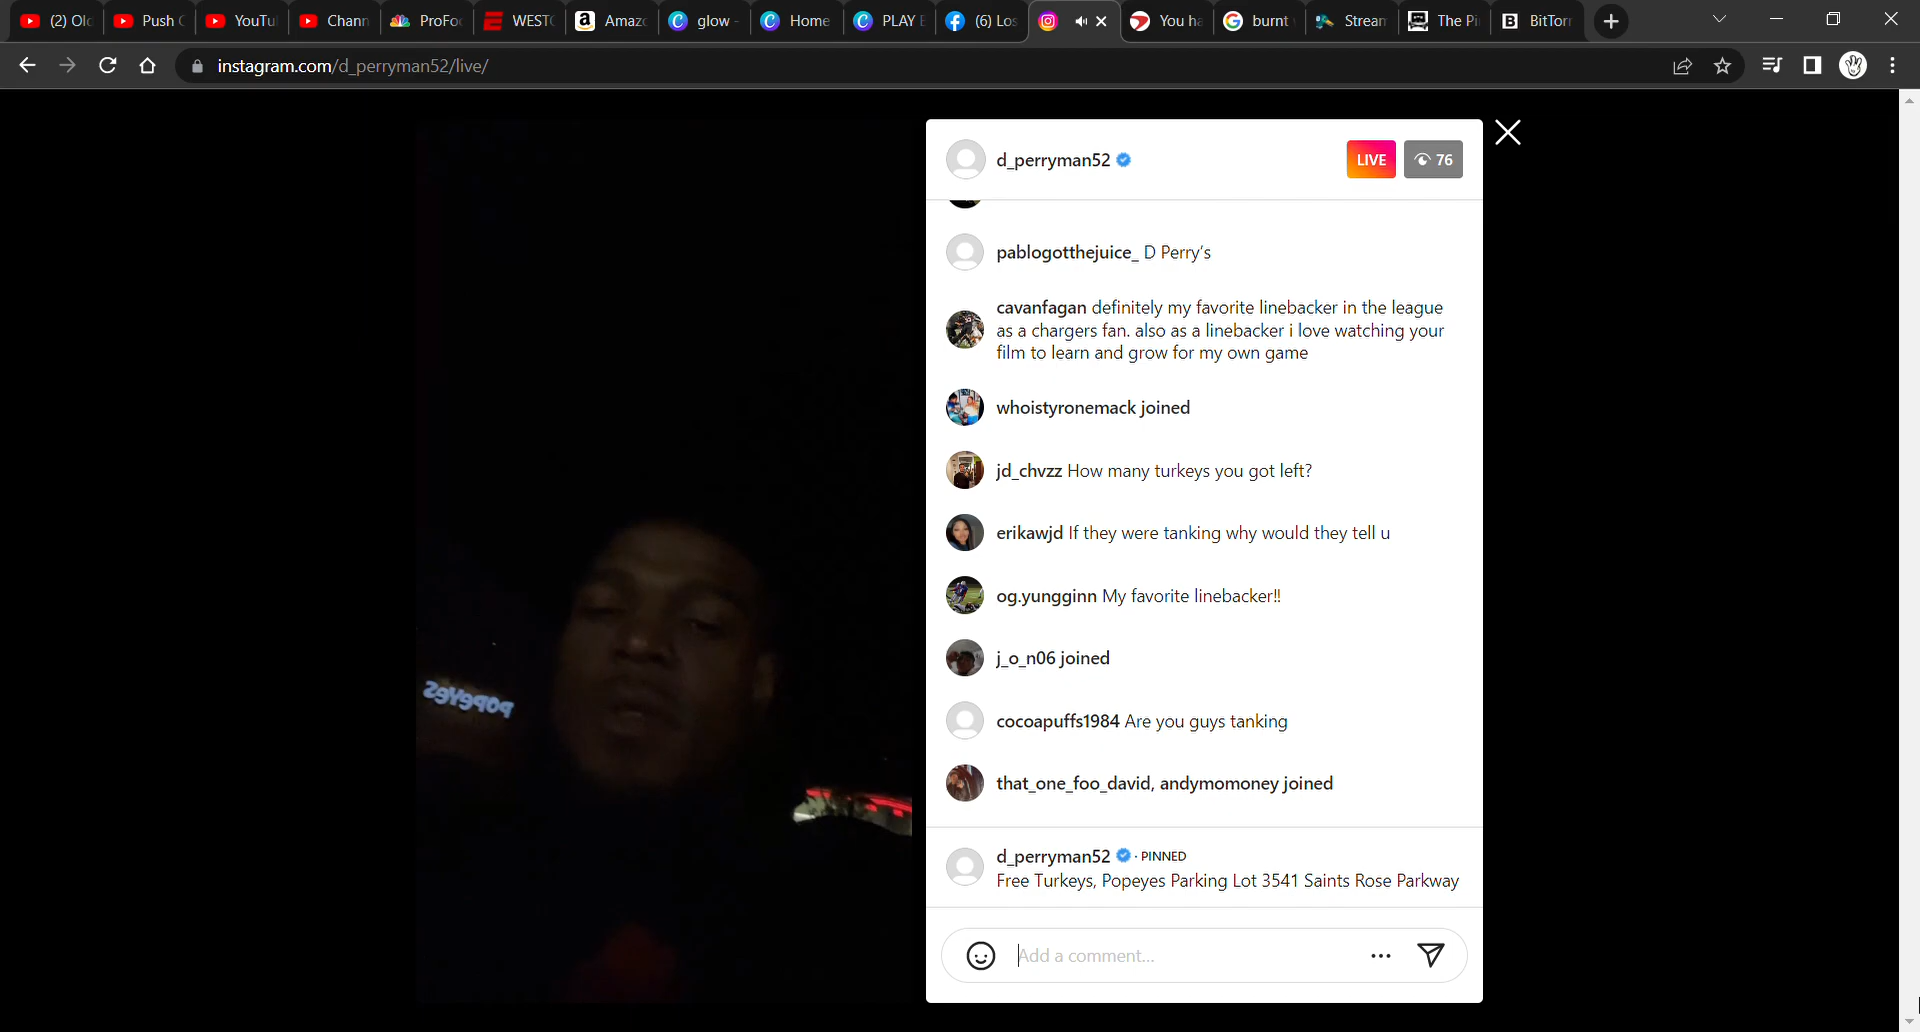 (2) Olc
Push C
YouTu
Chann
ProFoo
WESTC
Amazo
glow -
Home
PLAY E
(6) Los
You ha
burnt
Stream
The Pi
BitTorr
instagram.com/d_perryman52/live/
d_perryman52
LIVE
76
pablogotthejuice_ D Perry's
cavanfagan definitely my favorite linebacker in the league
as a chargers fan. also as a linebacker i love watching your
film to learn and grow for my own game
whoistyronemack joined
jd_chvzz How many turkeys you got left?
erikawjd If they were tanking why would they tell u
og.yungginn My favorite linebacker!!
j_o_n06 joined
POPEYES
cocoapuffs1984 Are you guys tanking
that_one_foo_david, andymomoney joined
d_perryman52 · PINNED
Free Turkeys, Popeyes Parking Lot 3541 Saints Rose Parkway
Add a comment...